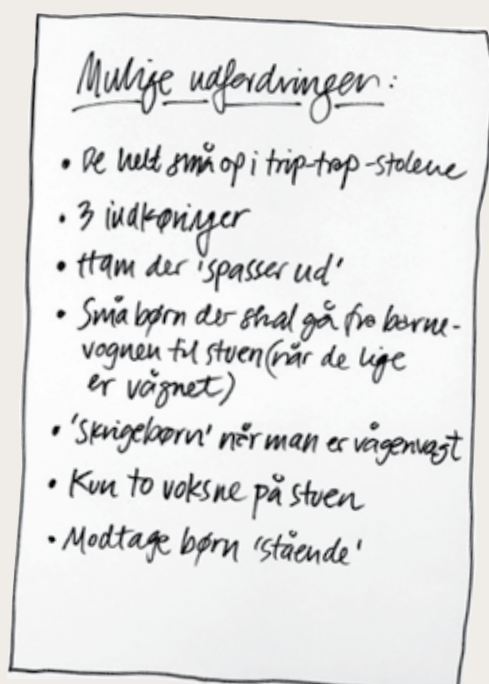 Mulige udfordringer:
• De helt små op i trip-trap-stolene
• 3 indkøringer
• Ham der 'spasser ud'
• Små børn der skal gå fra barne-
vognen til stuen (når de lige
er vågnet)
• 'Skrigebørn' når man er vågenvagt
• Kun to voksne på stuen
• Modtage børn 'stående'